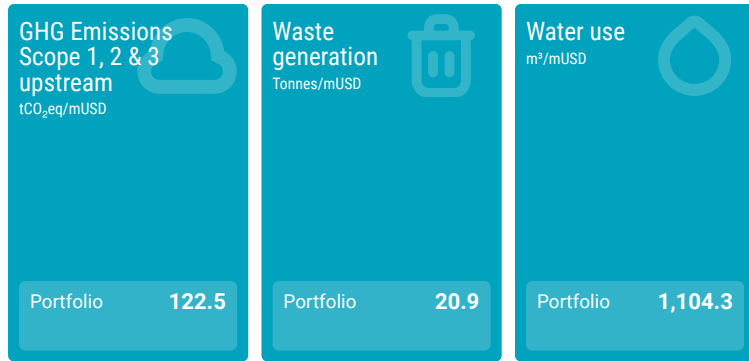 GHG Emissions
Scope 1, 2 & 3
upstream
tCO₂eq/mUSD
Portfolio 122.5
Waste
generation
Tonnes/mUSD
Portfolio 20.9
Water use
m³/mUSD
Portfolio 1,104.3